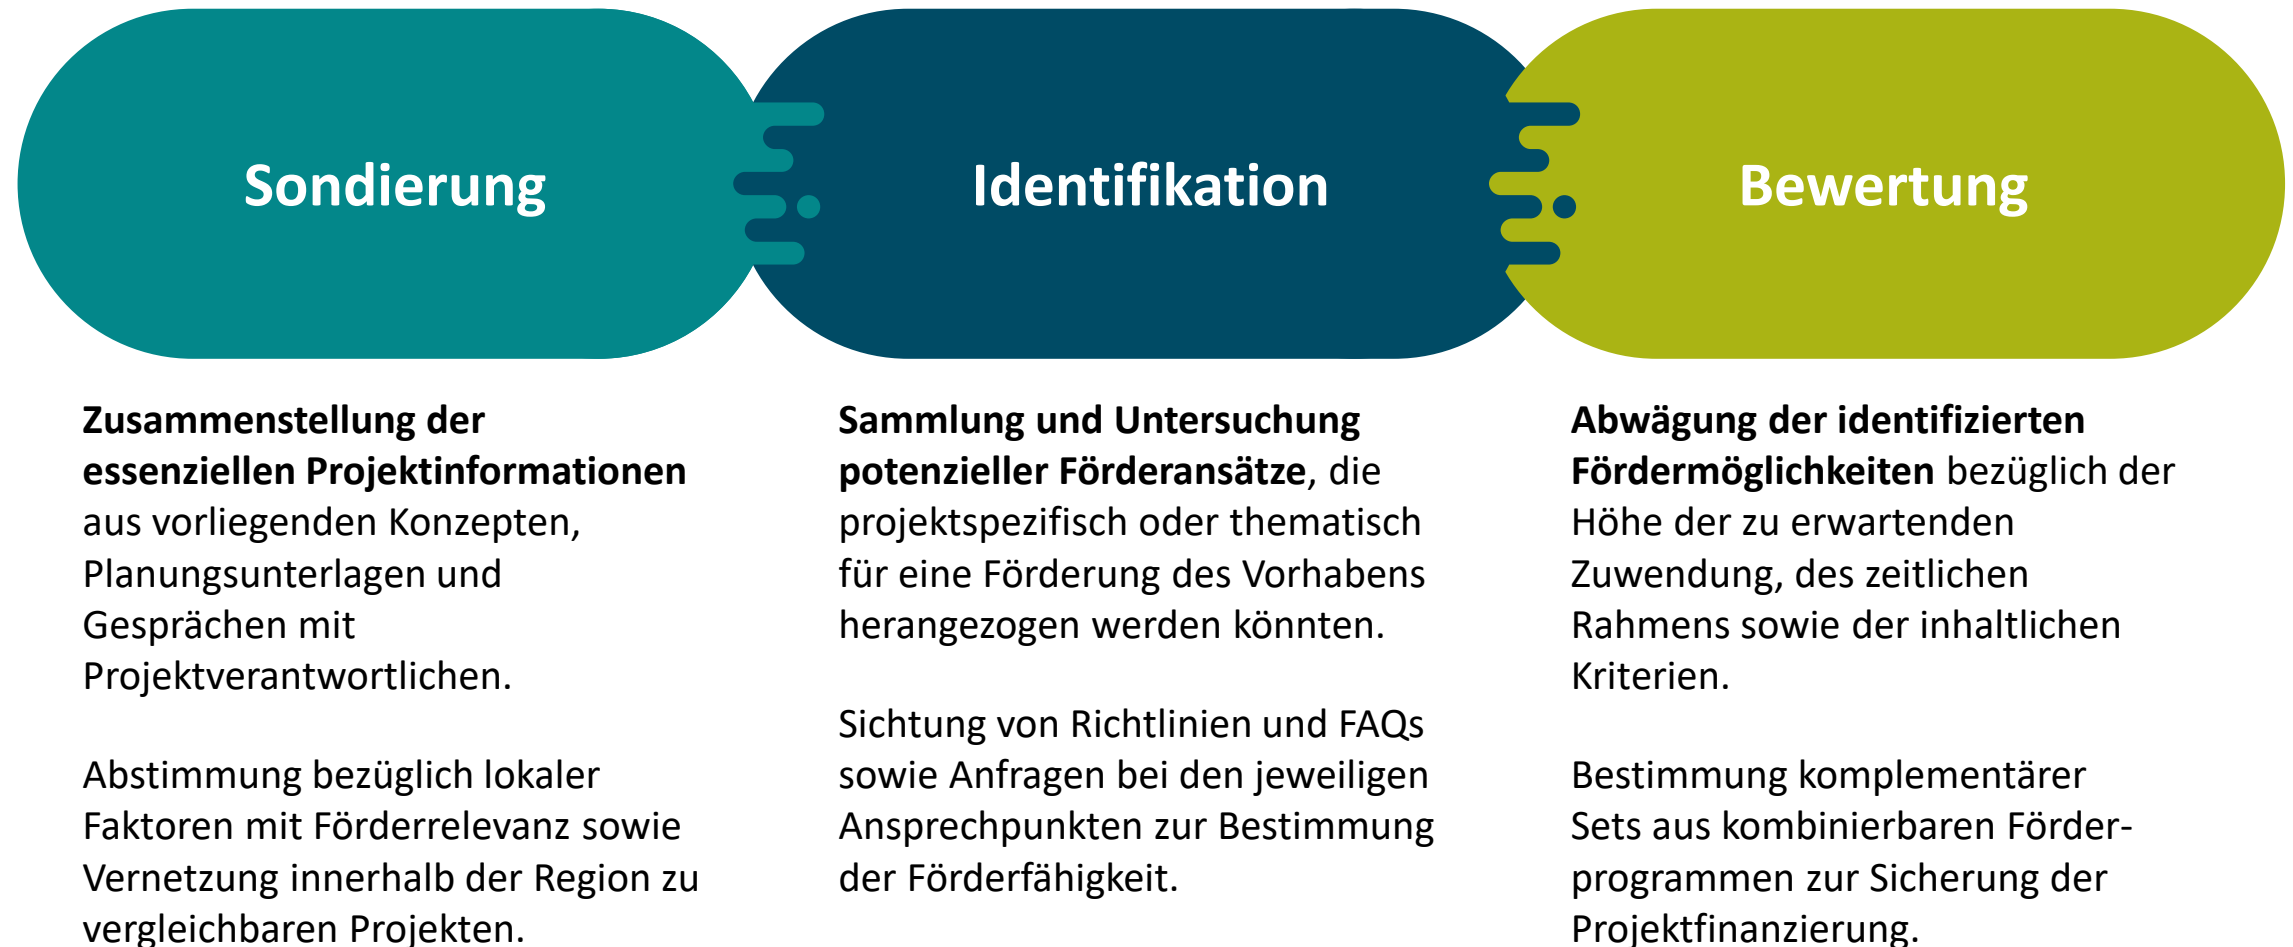 Sondierung
Zusammenstellung der
essenziellen Projektinformationen
aus vorliegenden Konzepten,
Planungsunterlagen und
Gesprächen mit
Projektverantwortlichen.
Abstimmung bezüglich lokaler
Faktoren mit Förderrelevanz sowie
Vernetzung innerhalb der Region zu
vergleichbaren Projekten.
Identifikation
Sammlung und Untersuchung
potenzieller Förderansätze, die
projektspezifisch oder thematisch
für eine Förderung des Vorhabens
herangezogen werden könnten.
Sichtung von Richtlinien und FAQs
sowie Anfragen bei den jeweiligen
Ansprechpunkten zur Bestimmung
der Förderfähigkeit.
Bewertung
Abwägung der identifizierten
Fördermöglichkeiten bezüglich der
Höhe der zu erwartenden
Zuwendung, des zeitlichen
Rahmens sowie der inhaltlichen
Kriterien.
Bestimmung komplementärer
Sets aus kombinierbaren Förder-
programmen zur Sicherung der
Projektfinanzierung.